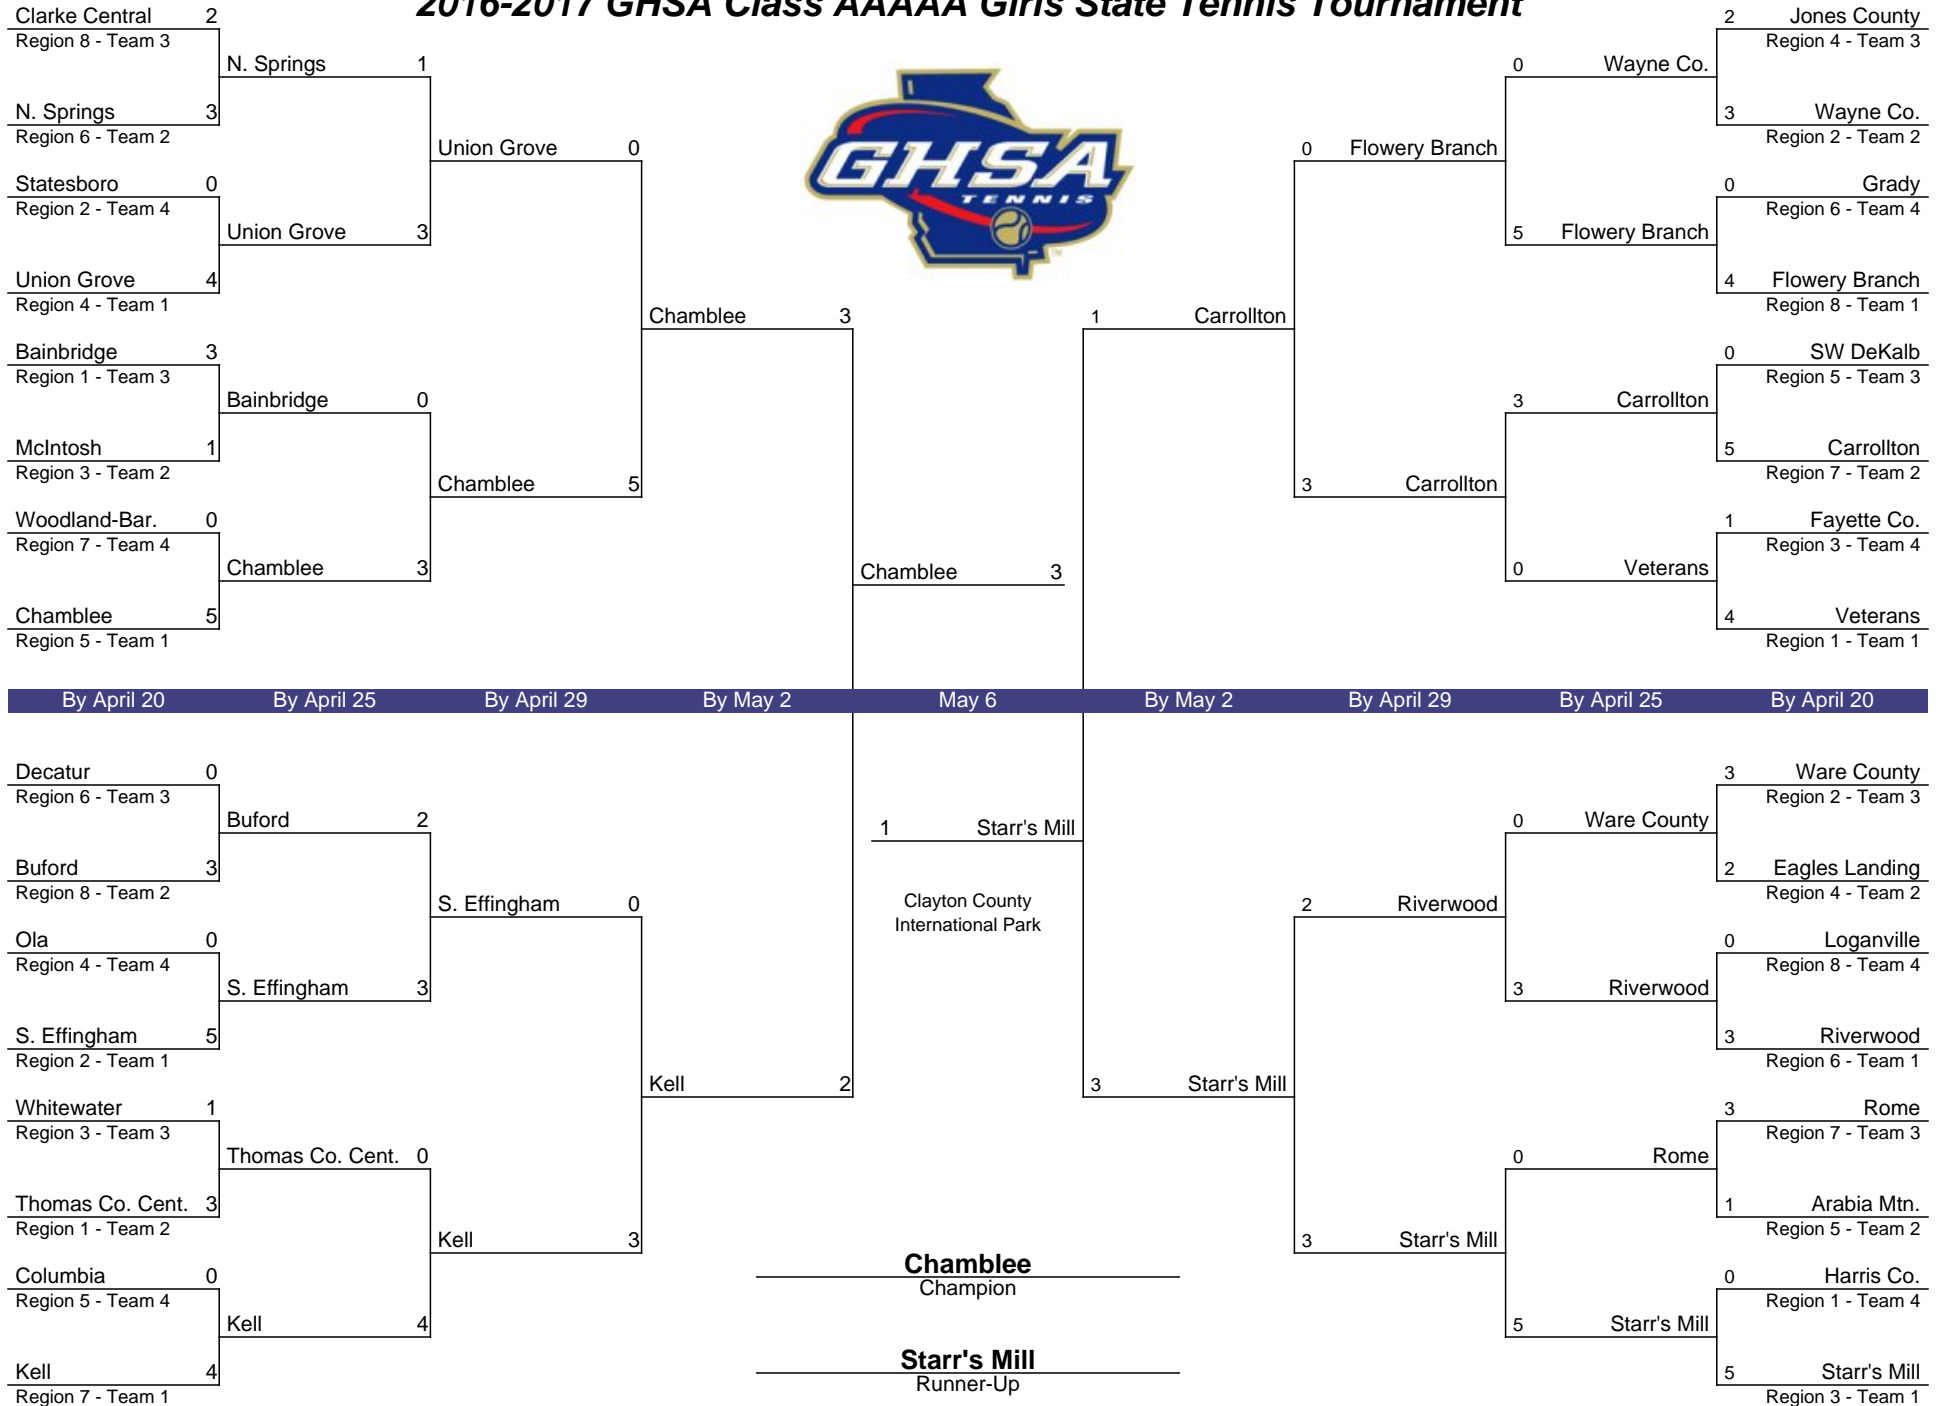 2016-2017 GHSA Class AAAAA Girls State Tennis Tournament
Clarke Central 2
Region 8 - Team 3
N. Springs 1
N. Springs 3
Region 6 - Team 2
Union Grove 0
Statesboro 0
Region 2 - Team 4
Union Grove 3
Union Grove 4
Region 4 - Team 1
Chamblee 3
Bainbridge 3
Region 1 - Team 3
Bainbridge 0
McIntosh 1
Region 3 - Team 2
Chamblee 5
Woodland-Bar. 0
Region 7 - Team 4
Chamblee 3
Chamblee 5
Region 5 - Team 1
Chamblee 3
GHSA
TENNIS
TM
2 Jones County
Region 4 - Team 3
0 Wayne Co.
3 Wayne Co.
Region 2 - Team 2
0 Flowery Branch
0 Grady
Region 6 - Team 4
5 Flowery Branch
4 Flowery Branch
Region 8 - Team 1
1 Carrollton
0 SW DeKalb
Region 5 - Team 3
3 Carrollton
5 Carrollton
Region 7 - Team 2
3 Carrollton
1 Fayette Co.
Region 3 - Team 4
0 Veterans
4 Veterans
Region 1 - Team 1
By April 20 By April 25 By April 29 By May 2 May 6 By May 2 By April 29 By April 25 By April 20
Decatur 0
Region 6 - Team 3
Buford 2
Buford 3
Region 8 - Team 2
S. Effingham 0
Ola 0
Region 4 - Team 4
S. Effingham 3
S. Effingham 5
Region 2 - Team 1
Kell 2
Whitewater 1
Region 3 - Team 3
Thomas Co. Cent. 0
Thomas Co. Cent. 3
Region 1 - Team 2
Kell 3
Columbia 0
Region 5 - Team 4
Kell 4
Kell 4
Region 7 - Team 1
1 Starr's Mill
Clayton County
International Park
Chamblee
Champion
Starr's Mill
Runner-Up
3 Ware County
Region 2 - Team 3
0 Ware County
2 Eagles Landing
Region 4 - Team 2
2 Riverwood
0 Loganville
Region 8 - Team 4
3 Riverwood
3 Riverwood
Region 6 - Team 1
3 Starr's Mill
3 Rome
Region 7 - Team 3
0 Rome
1 Arabia Mtn.
Region 5 - Team 2
3 Starr's Mill
0 Harris Co.
Region 1 - Team 4
5 Starr's Mill
5 Starr's Mill
Region 3 - Team 1